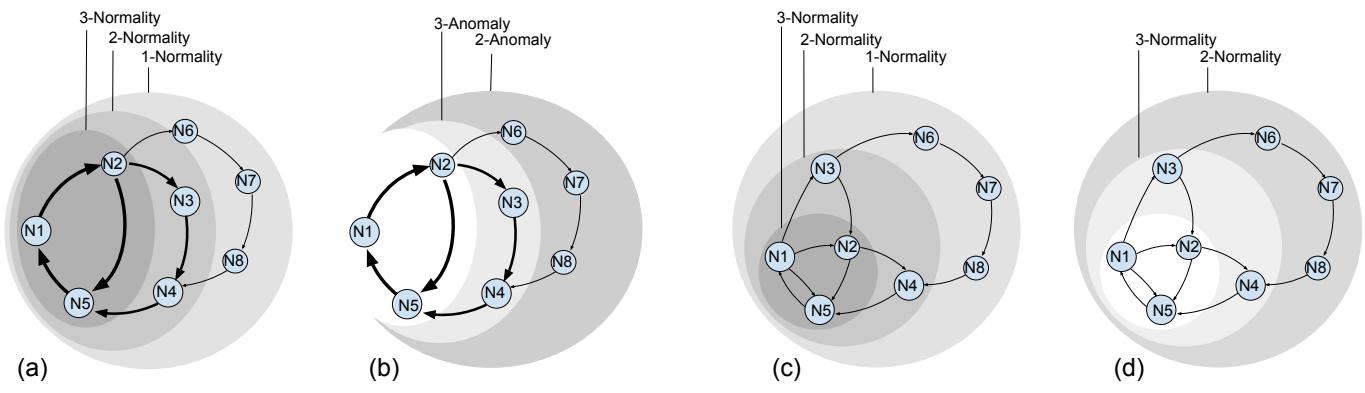 3-Normality
2-Normality
1-Normality
N1
N2
N3
N4
N5
N6
N7
N8
(a)
3-Anomaly
2-Anomaly
N1
N2
N3
N4
N5
N6
N7
N8
(b)
3-Normality
2-Normality
1-Normality
N1
N2
N3
N4
N5
N6
N7
N8
(c)
3-Normality
2-Normality
N1
N2
N3
N4
N5
N6
N7
N8
(d)